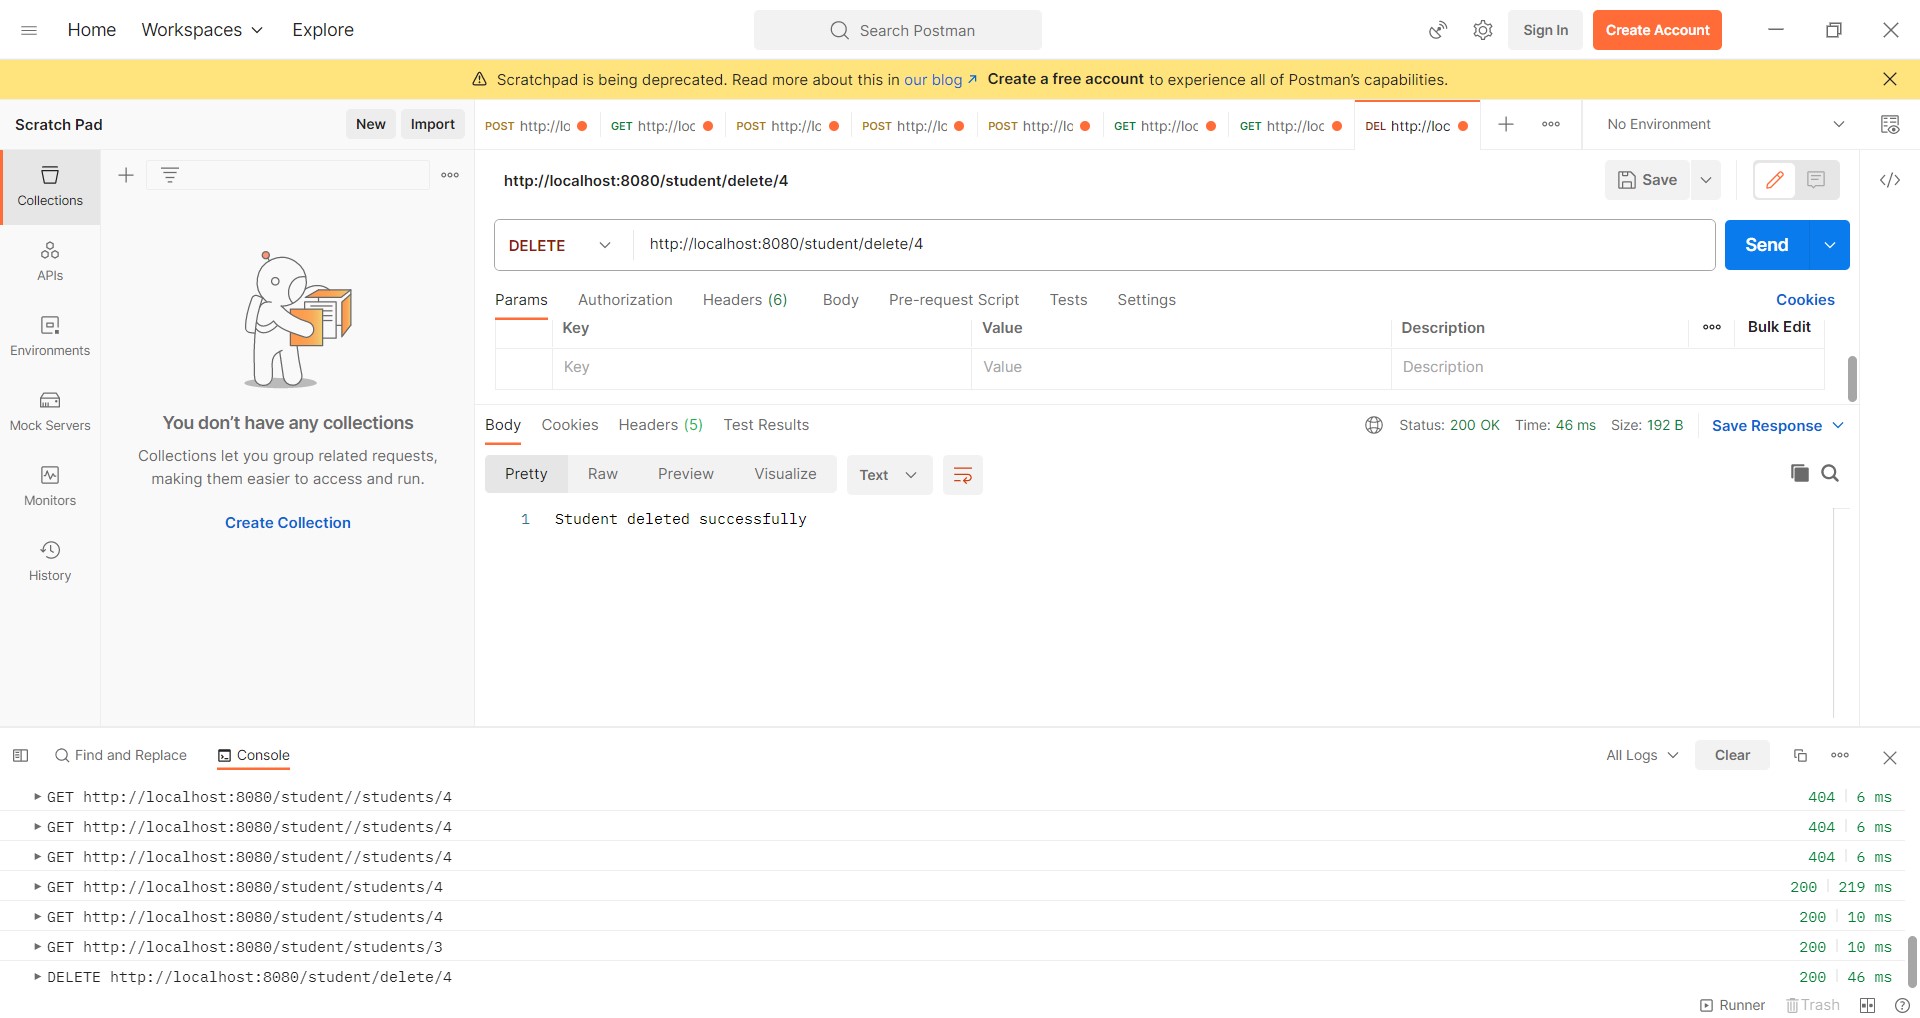 Home Workspaces Explore Search Postman Sign In Create Account
Scratchpad is being deprecated. Read more about this in our blog ↗ Create a free account to experience all of Postman's capabilities.
Scratch Pad New Import
POST http://lo GET http://loc POST http://lc POST http://lc POST http://lo GET http://loc GET http://loc DEL http://loc No Environment
Collections
APIs
Environments
Mock Servers
Monitors
History
You don't have any collections
Collections let you group related requests,
making them easier to access and run.
Create Collection
http://localhost:8080/student/delete/4 Save
DELETE http://localhost:8080/student/delete/4 Send
Params Authorization Headers (6) Body Pre-request Script Tests Settings Cookies
Key Value Description Bulk Edit
Key Value Description
Body Cookies Headers (5) Test Results Status: 200 OK Time: 46 ms Size: 192 B Save Response
Pretty Raw Preview Visualize Text
1 Student deleted successfully
Find and Replace Console All Logs Clear
GET http://localhost:8080/student//students/4 404 6 ms
GET http://localhost:8080/student//students/4 404 6 ms
GET http://localhost:8080/student//students/4 404 6 ms
GET http://localhost:8080/student/students/4 200 219 ms
GET http://localhost:8080/student/students/4 200 10 ms
GET http://localhost:8080/student/students/3 200 10 ms
DELETE http://localhost:8080/student/delete/4 200 46 ms
Runner Trash